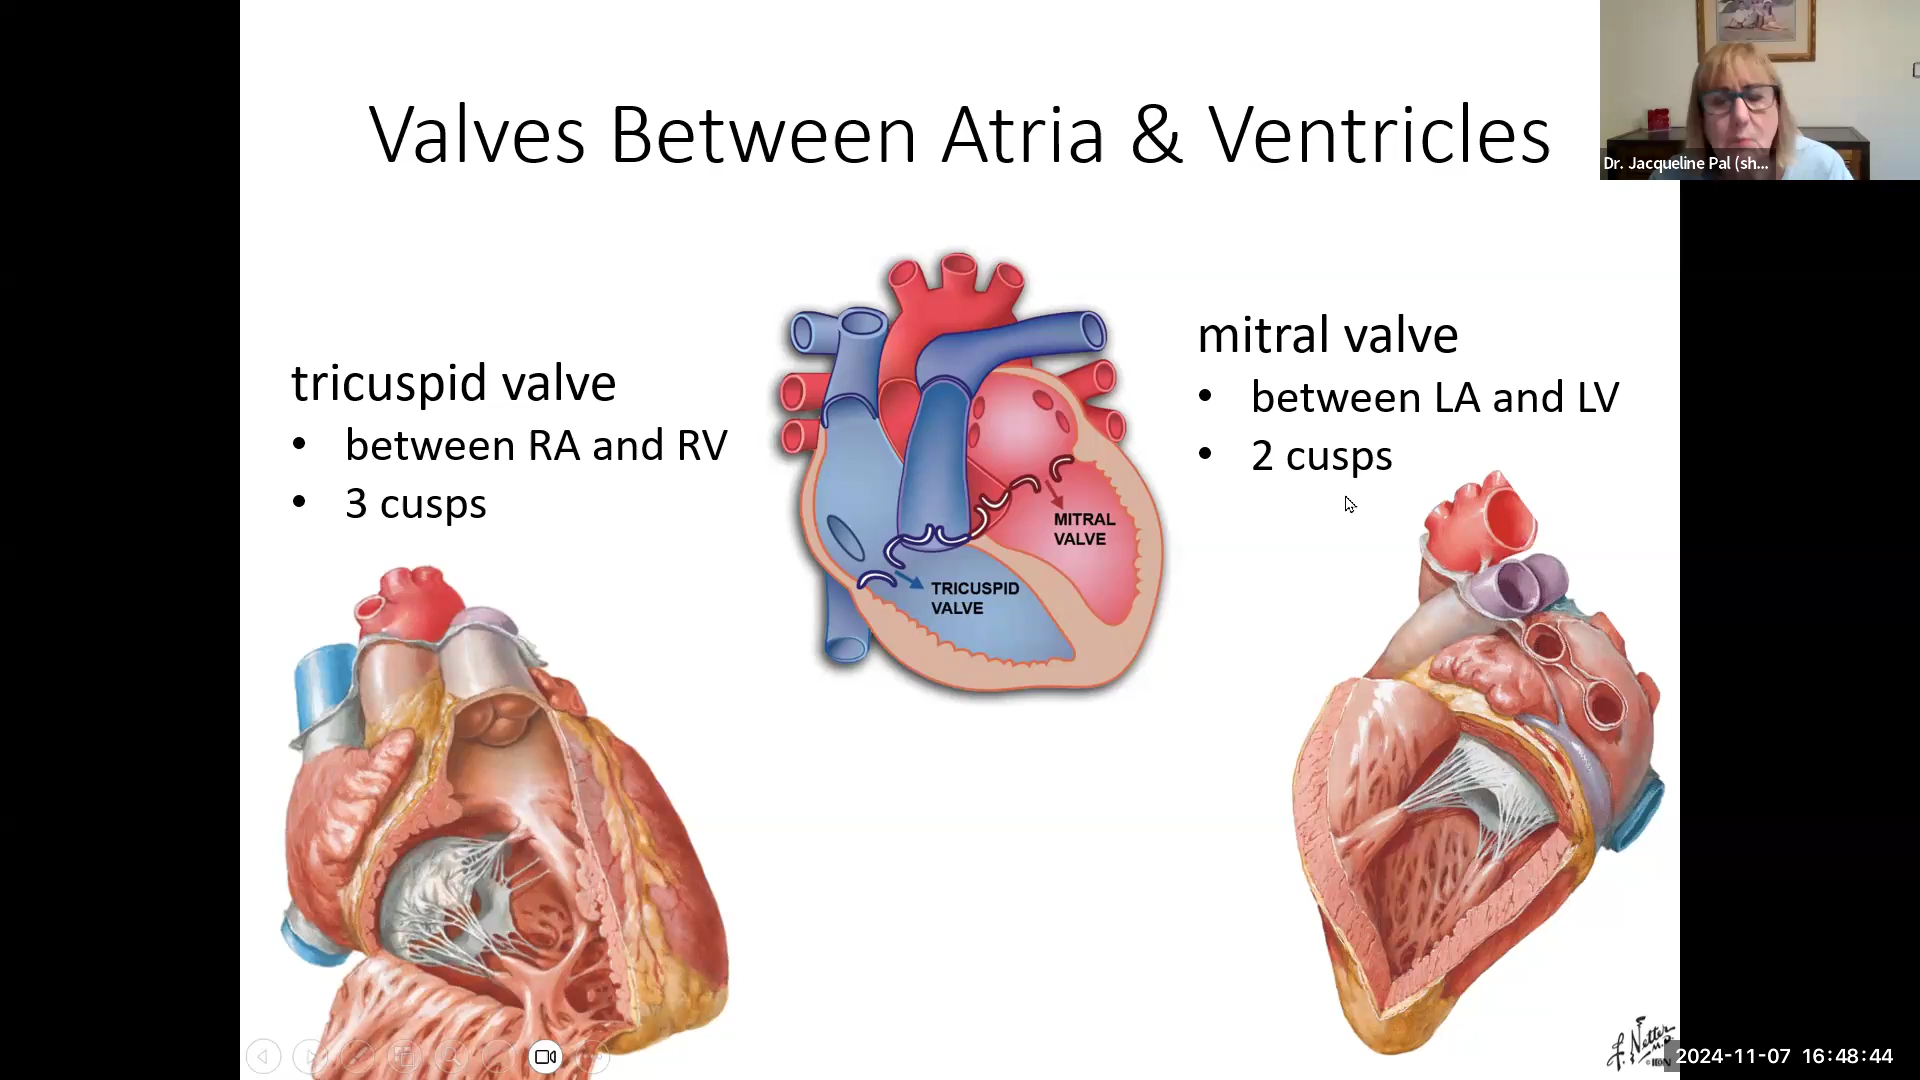 Valves Between Atria & Ventricles
Dr. Jacqueline Pal (sh...
tricuspid valve
• between RA and RV
• 3 cusps
mitral valve
• between LA and LV
• 2 cusps
MITRAL
VALVE
TRICUSPID
VALVE
f. Netter
M.D.
2024-11-07 16:48:44